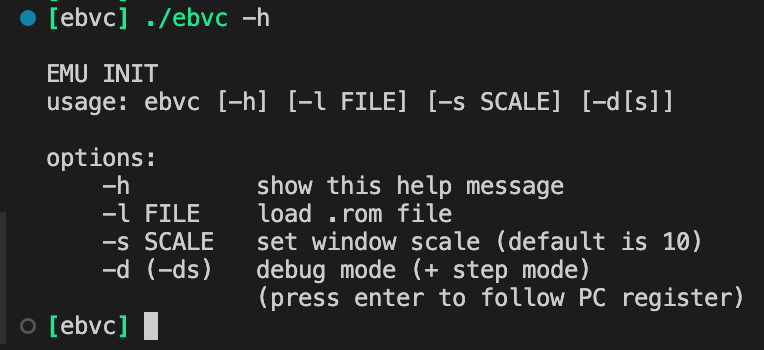 [ebvc] ./ebvc -h
EMU INIT
usage: ebvc [-h] [-l FILE] [-s SCALE] [-d[s]]
options:
-h show this help message
-l FILE load .rom file
-s SCALE set window scale (default is 10)
-d (-ds) debug mode (+ step mode)
(press enter to follow PC register)
[ebvc]